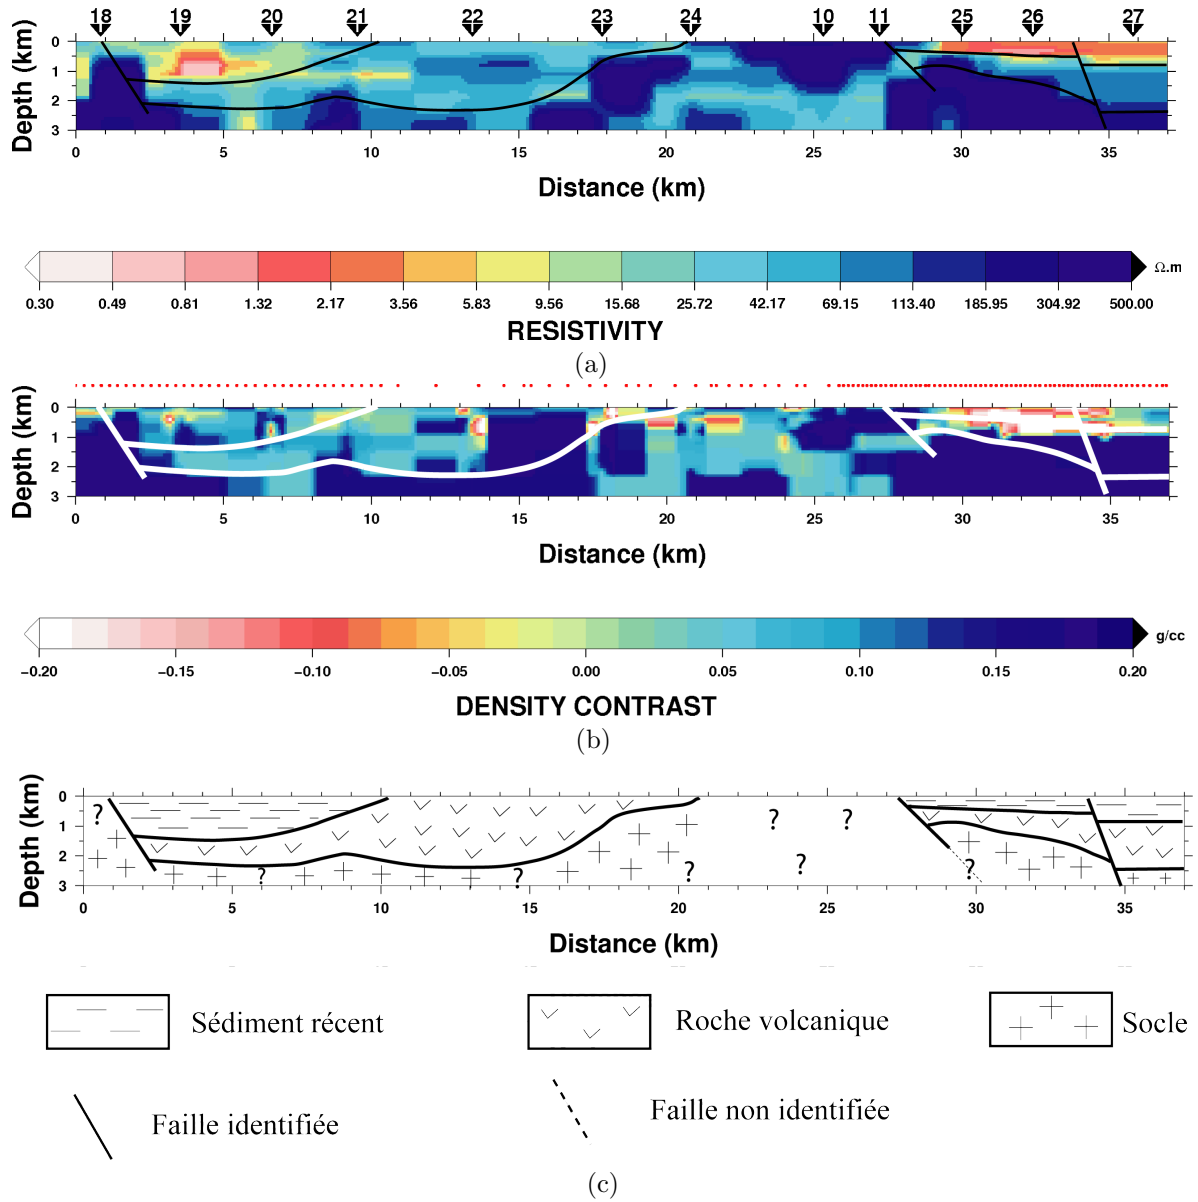 18 19 20 21 22 23 24 10 11 25 26 27
Depth (km)
0
1
2
3
0 5 10 15 20 25 30 35
Distance (km)
Ω.m
0.30 0.49 0.81 1.32 2.17 3.56 5.83 9.56 15.68 25.72 42.17 69.15 113.40 185.95 304.92 500.00
RESISTIVITY
(a)
Depth (km)
0
1
2
3
0 5 10 15 20 25 30 35
Distance (km)
g/cc
−0.20 −0.15 −0.10 −0.05 0.00 0.05 0.10 0.15 0.20
DENSITY CONTRAST
(b)
Depth (km)
0
1
2
3
? ? ?
? ? ? ? ?
0 5 10 15 20 25 30 35
Distance (km)
Sédiment récent Roche volcanique Socle
Faille identifiée Faille non identifiée
(c)